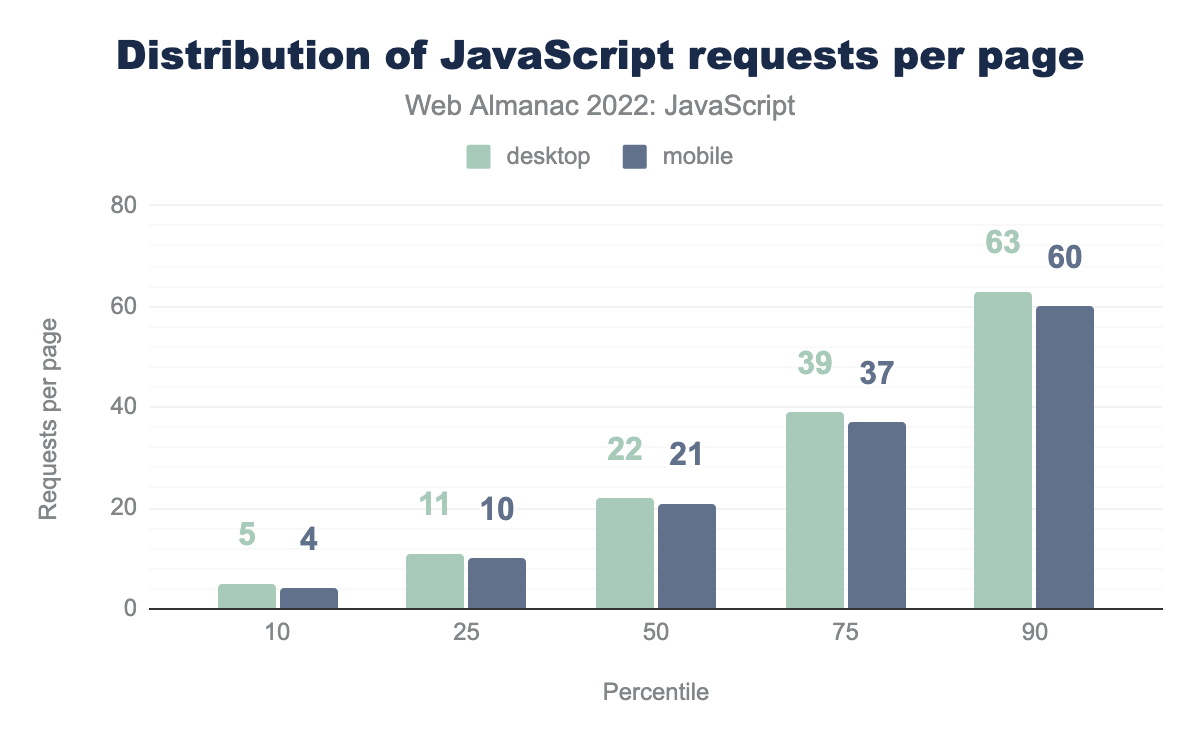 Distribution of JavaScript requests per page
Web Almanac 2022: JavaScript
desktop mobile
Requests per page
80
60
40
20
0
5 4
11 10
22 21
39 37
63 60
10 25 50 75 90
Percentile